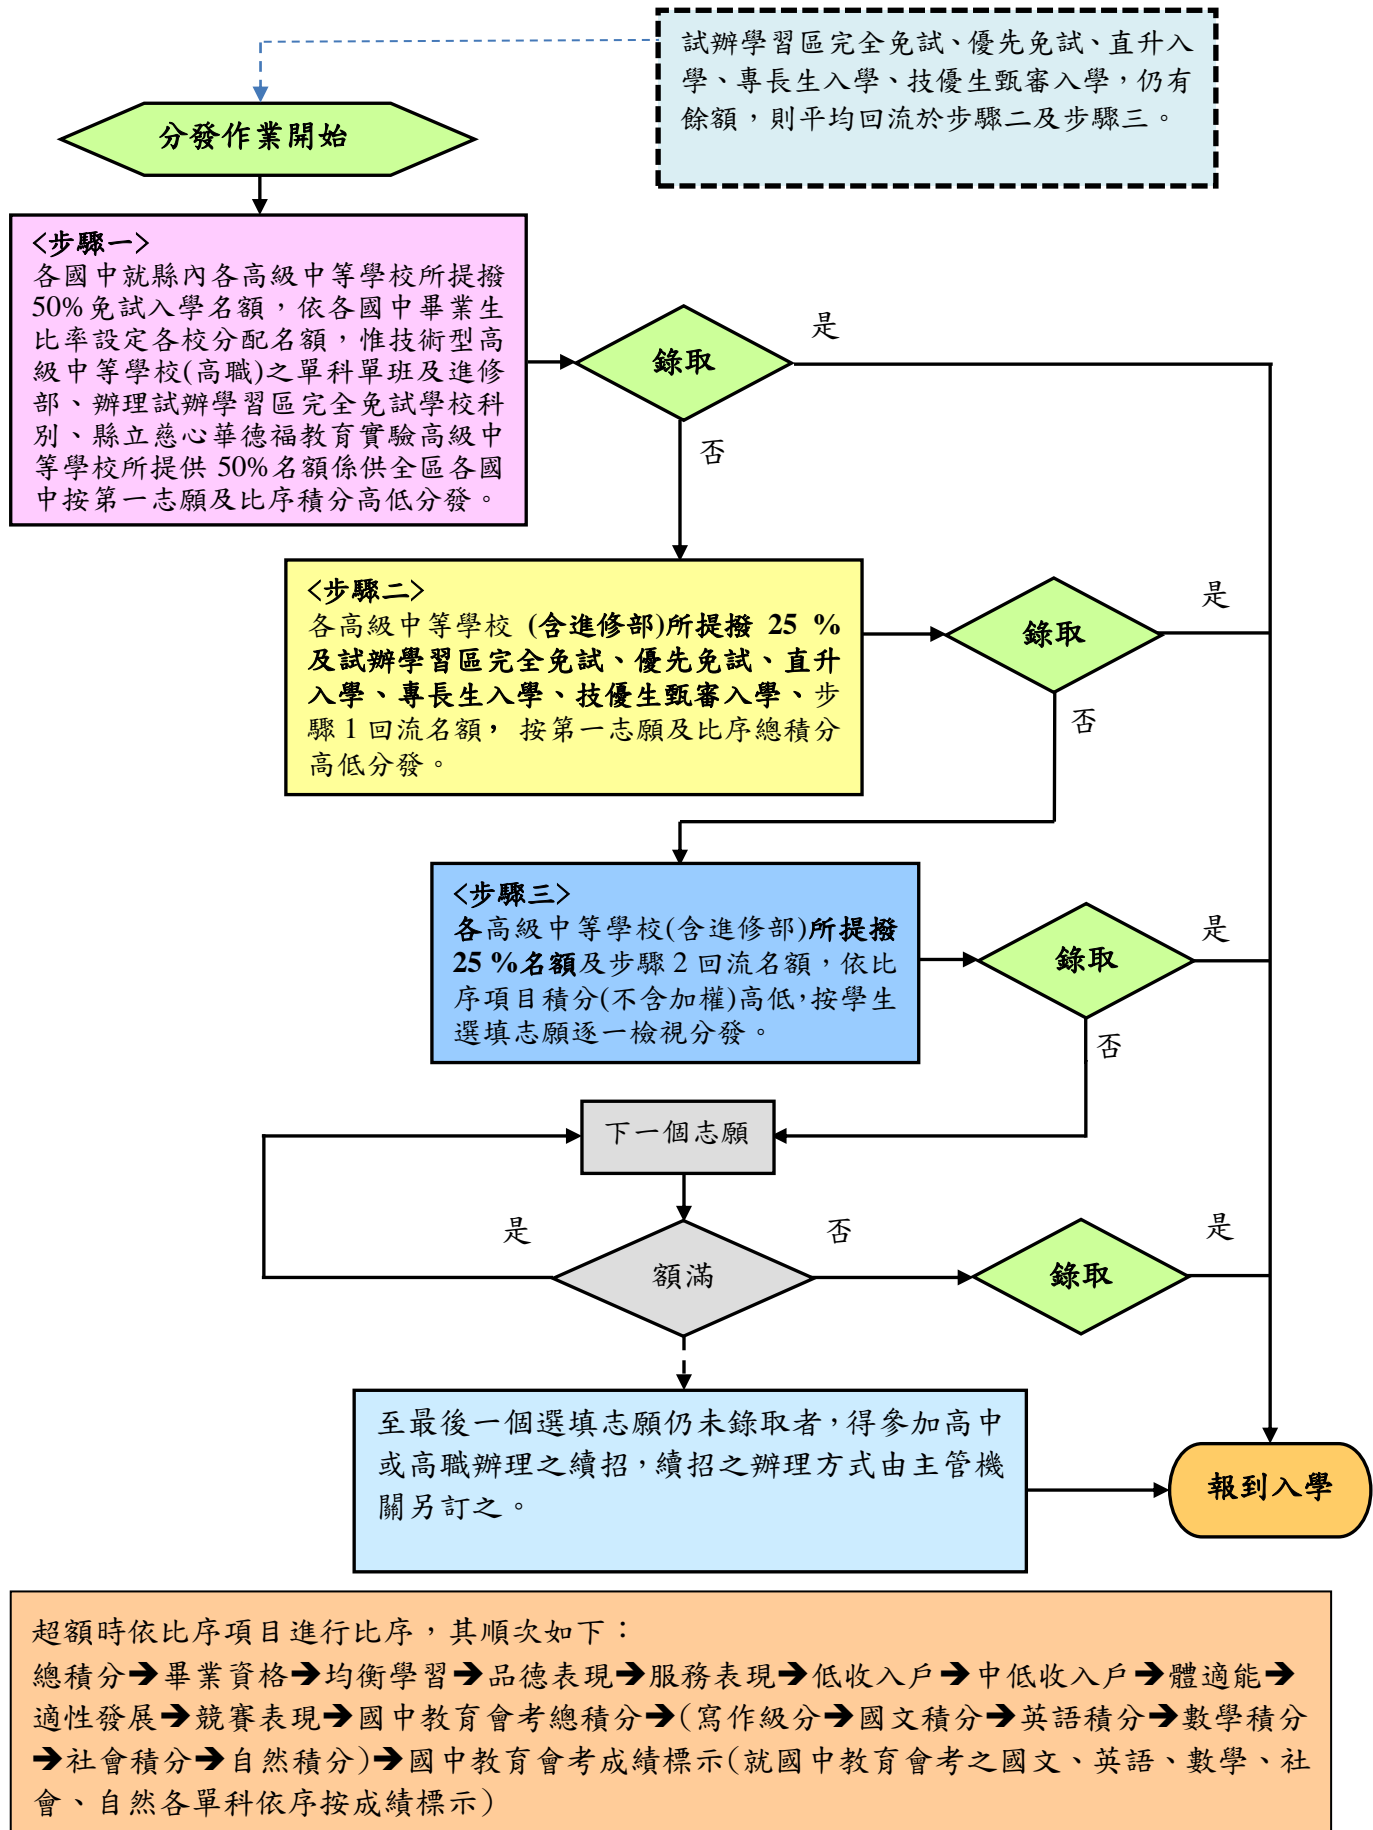 試辦學習區完全免試、優先免試、直升入
學、專長生入學、技優生甄審入學，仍有
餘額，則平均回流於步驟二及步驟三。
分發作業開始
<步驟一>
各國中就縣內各高級中等學校所提撥
50%免試入學名額，依各國中畢業生
比率設定各校分配名額，惟技術型高
級中等學校(高職)之單科單班及進修
部、辦理試辦學習區完全免試學校科
別、縣立慈心華德福教育實驗高級中
等學校所提供 50%名額係供全區各國
中按第一志願及比序積分高低分發。
錄取
是
否
<步驟二>
各高級中等學校 (含進修部)所提撥 25 %
及試辦學習區完全免試、優先免試、直升
入學、專長生入學、技優生甄審入學、步
驟 1 回流名額， 按第一志願及比序總積分
高低分發。
錄取
是
否
<步驟三>
各高級中等學校(含進修部)所提撥
25 %名額及步驟 2 回流名額，依比
序項目積分(不含加權)高低，按學生
選填志願逐一檢視分發。
錄取
是
否
下一個志願
是
額滿
否
錄取
是
至最後一個選填志願仍未錄取者，得參加高中
或高職辦理之續招，續招之辦理方式由主管機
關另訂之。
報到入學
超額時依比序項目進行比序，其順次如下：
總積分➔畢業資格➔均衡學習➔品德表現➔服務表現➔低收入戶➔中低收入戶➔體適能➔
適性發展➔競賽表現➔國中教育會考總積分➔(寫作級分➔國文積分➔英語積分➔數學積分
➔社會積分➔自然積分)➔國中教育會考成績標示(就國中教育會考之國文、英語、數學、社
會、自然各單科依序按成績標示)